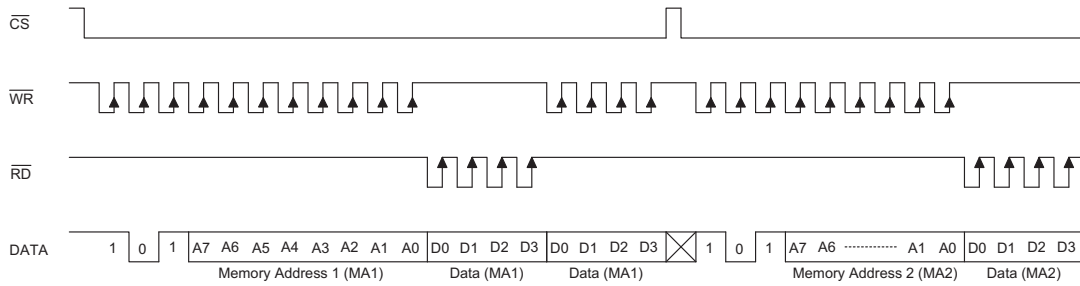 CS
WR
RD
DATA 1 0 1 A7 A6 A5 A4 A3 A2 A1 A0 D0 D1 D2 D3 D0 D1 D2 D3 1 0 1 A7 A6 A1 A0 D0 D1 D2 D3
Memory Address 1 (MA1) Data (MA1) Data (MA1) Memory Address 2 (MA2) Data (MA2)